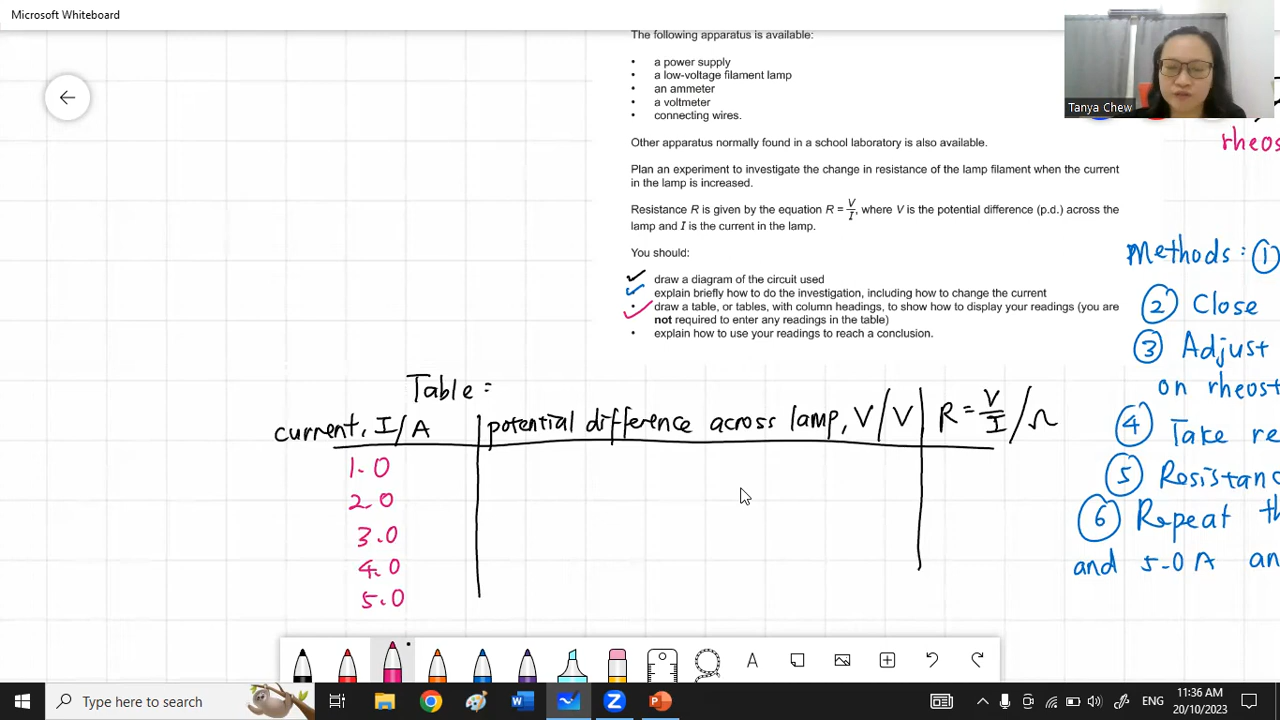 Microsoft Whiteboard
The following apparatus is available:
• a power supply
• a low-voltage filament lamp
• an ammeter
• a voltmeter
• connecting wires.
Other apparatus normally found in a school laboratory is also available.
Plan an experiment to investigate the change in resistance of the lamp filament when the current
in the lamp is increased.
Resistance R is given by the equation R = V/I, where V is the potential difference (p.d.) across the
lamp and I is the current in the lamp.
You should:
• draw a diagram of the circuit used
• explain briefly how to do the investigation, including how to change the current
• draw a table, or tables, with column headings, to show how to display your readings (you are
not required to enter any readings in the table)
• explain how to use your readings to reach a conclusion.
Tanya Chew
rheos
Methods: ①
② Close
③ Adjust
on rheost
④ Take re
⑤ Resistanc
⑥ Repeat th
and 5.0 A an
Table:
current, I/A potential difference across lamp, V/V R = V/I /Ω
1.0
2.0
3.0
4.0
5.0
A
Type here to search
ENG
11:36 AM
20/10/2023